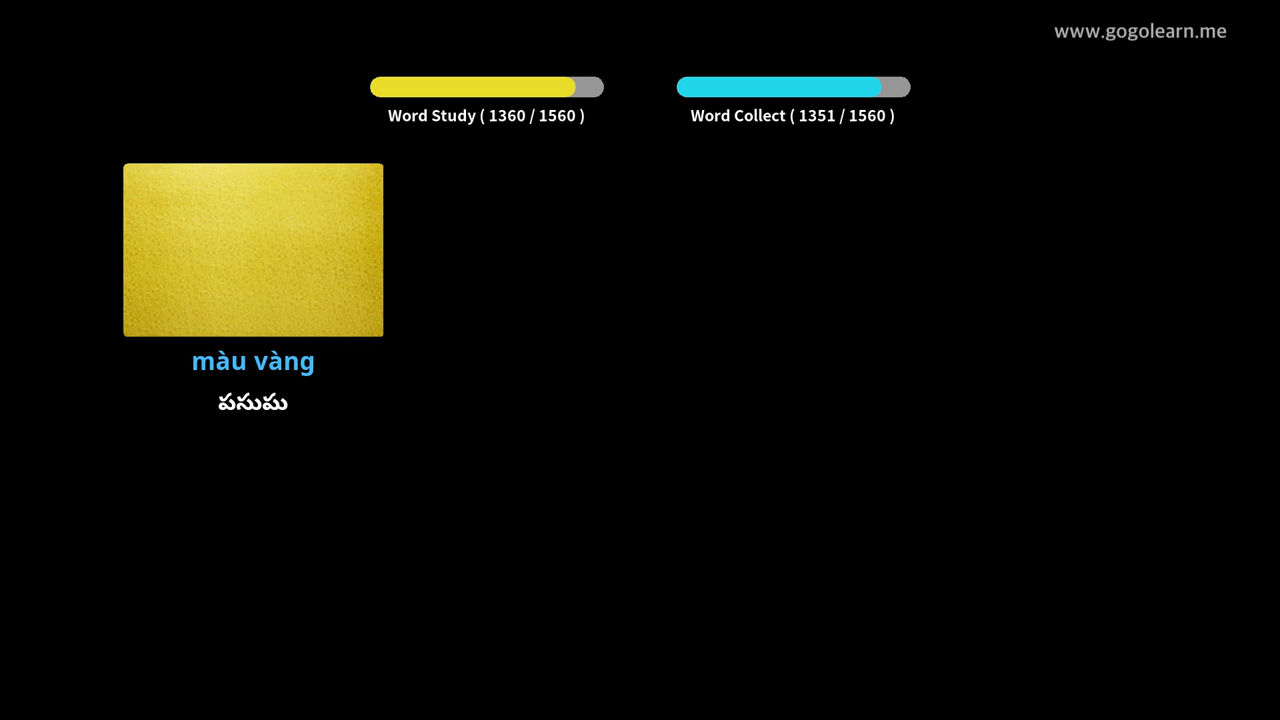 www.gogolearn.me
Word Study ( 1360 / 1560 )
Word Collect ( 1351 / 1560 )
màu vàng
పసుపు